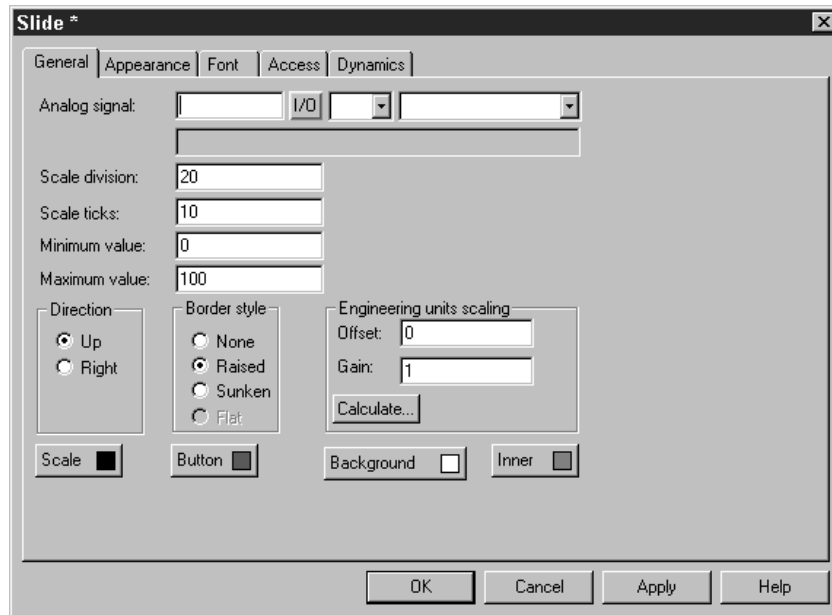 Slide *
General Appearance Font Access Dynamics
Analog signal: I/O
Scale division: 20
Scale ticks: 10
Minimum value: 0
Maximum value: 100
Direction Border style Engineering units scaling
Up None Offset: 0
Right Raised Gain: 1
Sunken
Flat Calculate...
Scale Button Background Inner
OK Cancel Apply Help